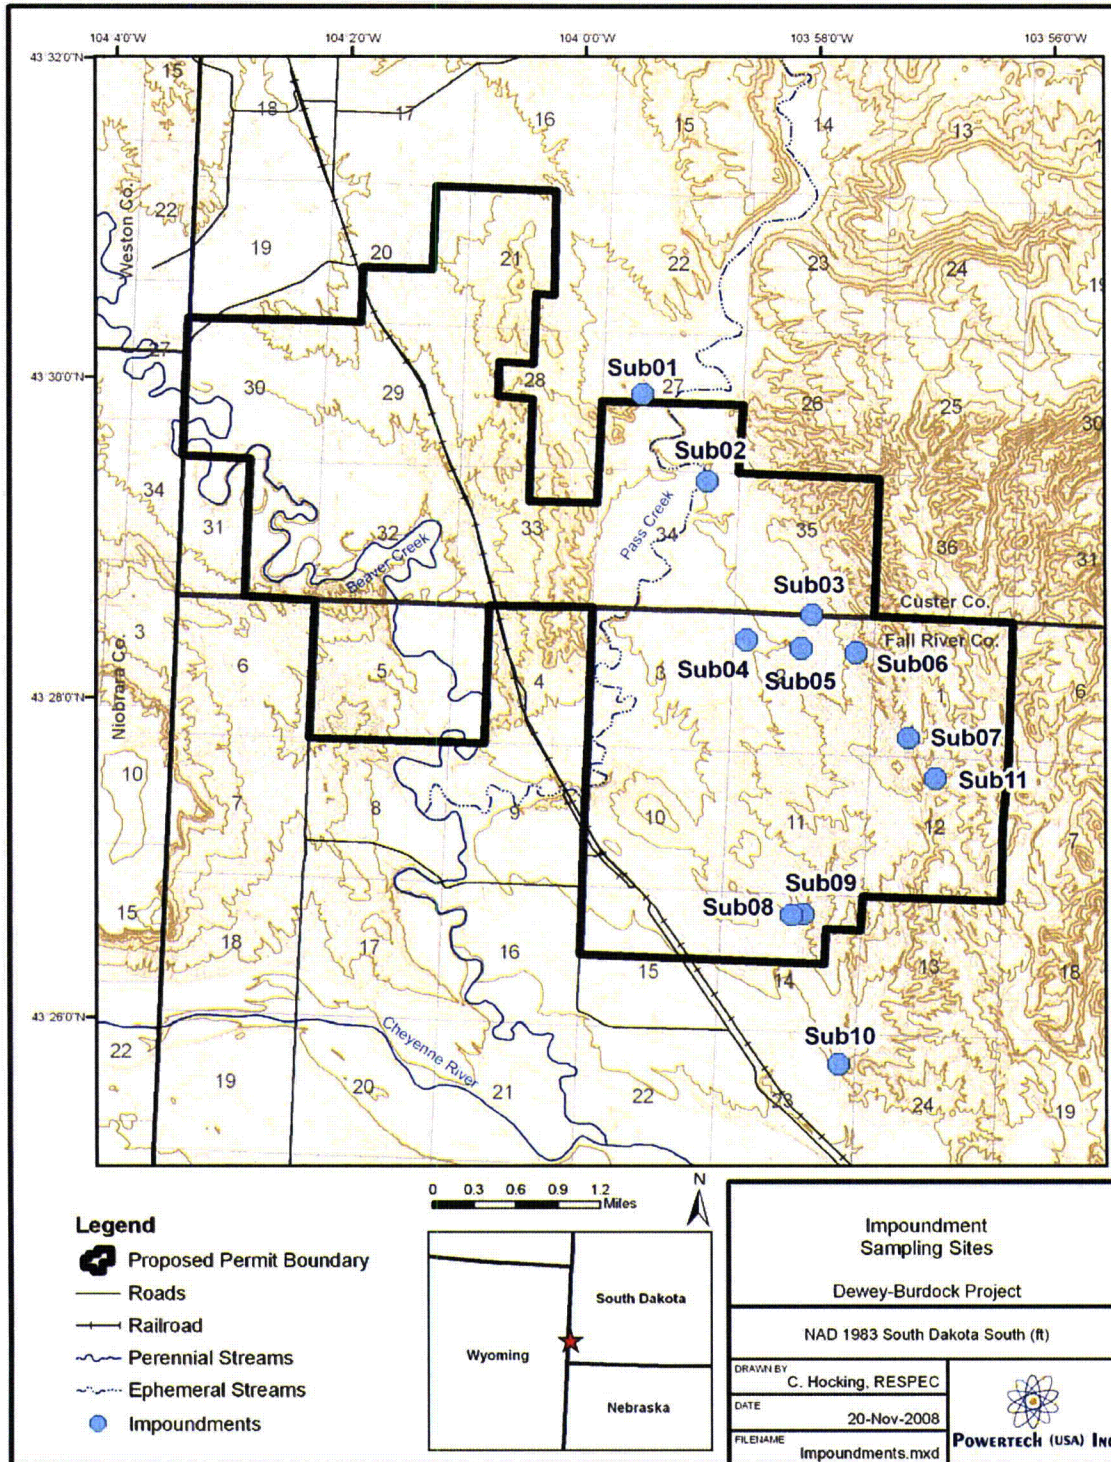 104 4'0"W 104 2'0"W 104 0'0"W 103 58'0"W 103 56'0"W
43 32'0"N
15 18 17 16 15 14 13
Weston Co.
22 19 20 21 22 23 24 19
43 30'0"N
27 30 29 28 27 26 25 30
Sub01
Sub02
34 31 32 33 34 35 36 31
Pass Creek
Beaver Creek
Sub03
Custer Co.
Fall River Co.
Sub04 Sub05 Sub06
3 6 5 4 3 2 1 6
Niobrara Co.
43 28'0"N
Sub07
Sub11
10 7 8 9 10 11 12 7
Sub09
Sub08
15 18 17 16 15 14 13 18
43 26'0"N
Cheyenne River
Sub10
22 19 20 21 22 23 24 19
0 0.3 0.6 0.9 1.2
Miles
N
Legend
Proposed Permit Boundary
Roads
Railroad
Perennial Streams
Ephemeral Streams
Impoundments
South Dakota
Wyoming
Nebraska
Impoundment
Sampling Sites
Dewey-Burdock Project
NAD 1983 South Dakota South (ft)
DRAWN BY
C. Hocking, RESPEC
DATE
20-Nov-2008
FILENAME
Impoundments.mxd
POWERTECH (USA) INC